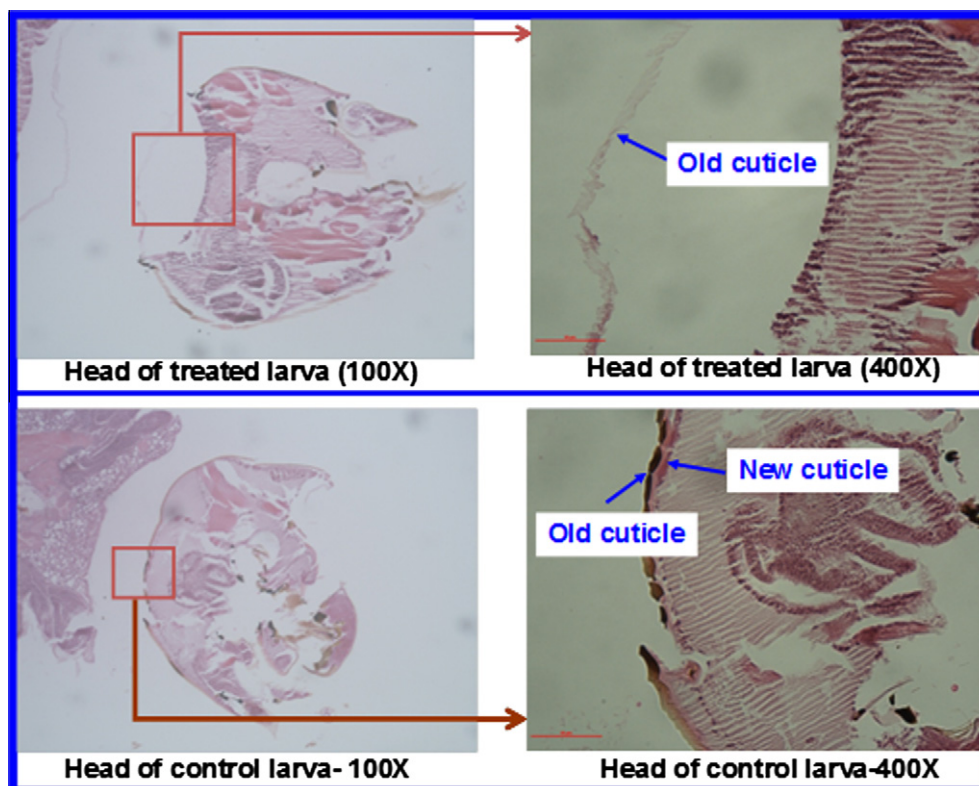 Old cuticle
Head of treated larva (100X)
Head of treated larva (400X)
New cuticle
Old cuticle
Head of control larva- 100X
Head of control larva-400X